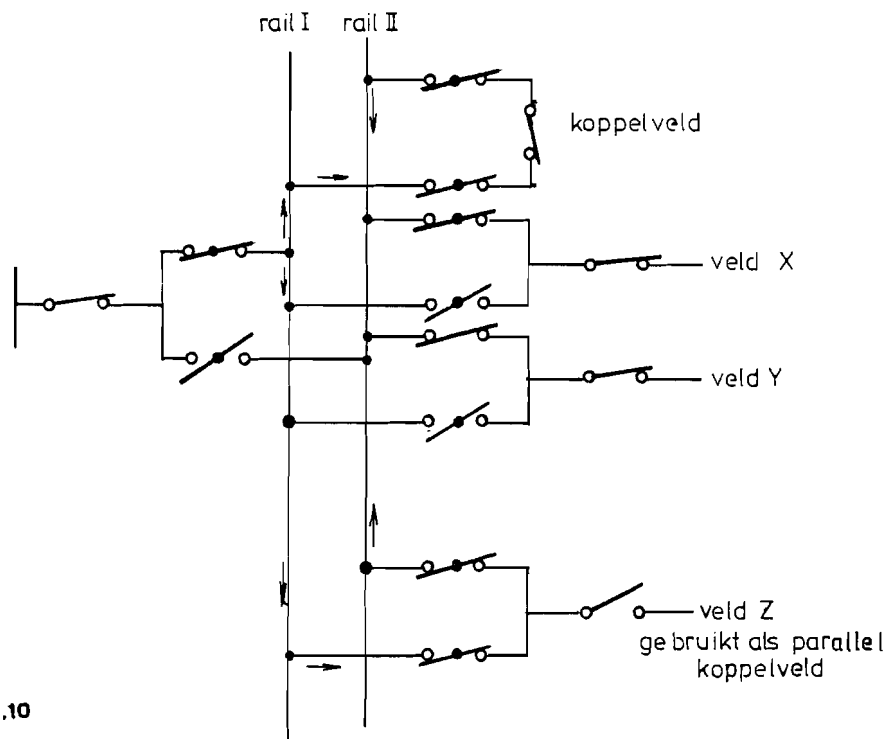 rail I rail II
koppelveld
veld X
veld Y
veld Z
gebruikt als parallel
koppelveld
.10